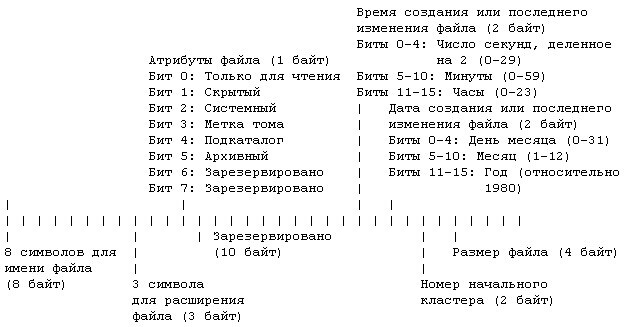 Время создания или последнего
изменения файла (2 байт)
Биты 0-4: Число секунд, деленное
на 2 (0-29)
Биты 5-10: Минуты (0-59)
Биты 11-15: Часы (0-23)
Атрибуты файла (1 байт)
Бит 0: Только для чтения
Бит 1: Скрытый
Бит 2: Системный
Бит 3: Метка тома
Бит 4: Подкаталог
Бит 5: Архивный
Бит 6: Зарезервировано
Бит 7: Зарезервировано
Дата создания или последнего
изменения файла (2 байт)
Биты 0-4: День месяца (0-31)
Биты 5-10: Месяц (1-12)
Биты 11-15: Год (относительно
1980)
8 символов для
имени файла
(8 байт)
3 символа
для расширения
файла (3 байт)
Зарезервировано
(10 байт)
Номер начального
кластера (2 байт)
Размер файла (4 байт)